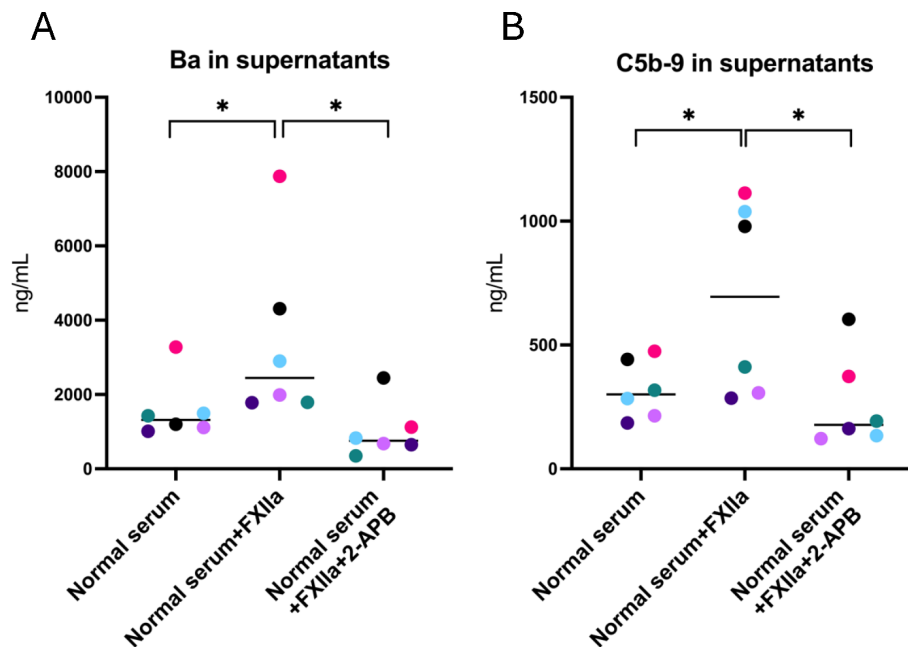 A
Ba in supernatants
10000
8000
6000
4000
2000
0
ng/mL
*
*
Normal serum
Normal serum+FXIIa
Normal serum
+FXIIa+2-APB
B
C5b-9 in supernatants
1500
1000
500
0
ng/mL
*
*
Normal serum
Normal serum+FXIIa
Normal serum
+FXIIa+2-APB